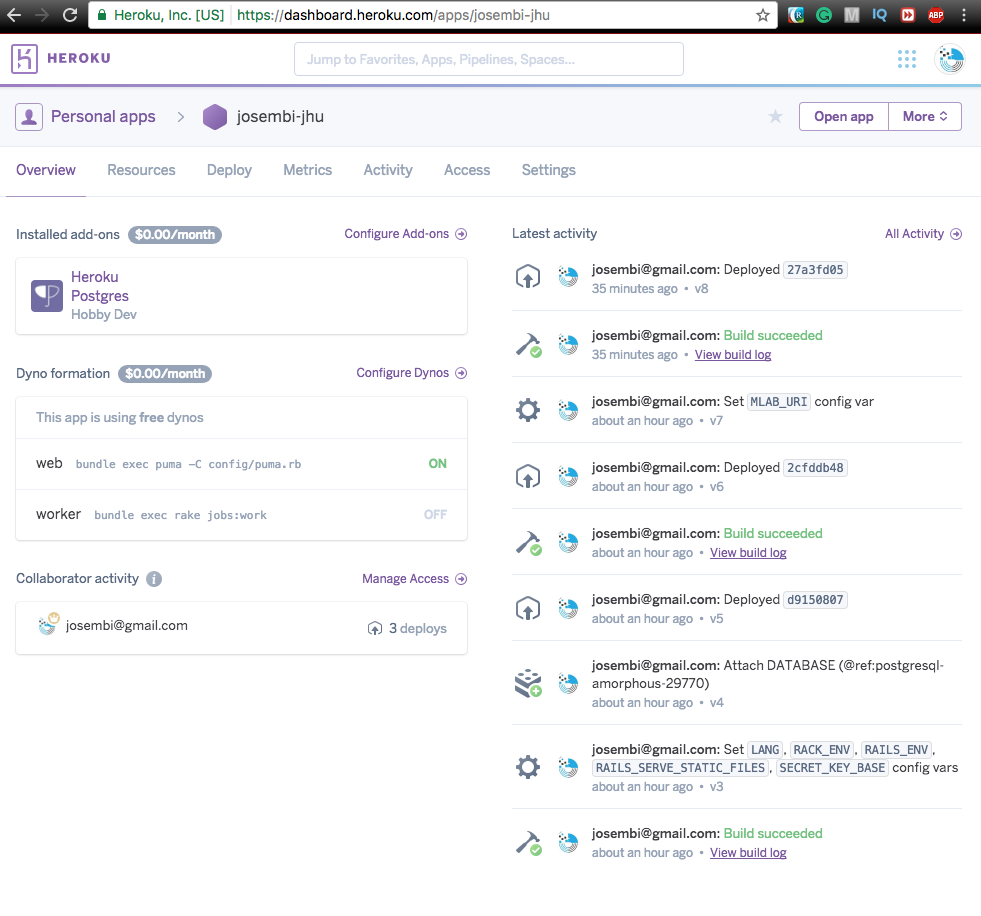 Heroku, Inc. [US] https://dashboard.heroku.com/apps/josembi-jhu
IQ
ABP
HEROKU
Jump to Favorites, Apps, Pipelines, Spaces...
Personal apps > josembi-jhu
Open app
More
Overview Resources Deploy Metrics Activity Access Settings
Installed add-ons $0.00/month
Configure Add-ons
Heroku
Postgres
Hobby Dev
Dyno formation $0.00/month
Configure Dynos
This app is using free dynos
web bundle exec puma -C config/puma.rb ON
worker bundle exec rake jobs:work OFF
Collaborator activity i
Manage Access
josembi@gmail.com
3 deploys
Latest activity
All Activity
josembi@gmail.com: Deployed 27a3fd05
35 minutes ago • v8
josembi@gmail.com: Build succeeded
35 minutes ago • View build log
josembi@gmail.com: Set MLAB_URI config var
about an hour ago • v7
josembi@gmail.com: Deployed 2cfddb48
about an hour ago • v6
josembi@gmail.com: Build succeeded
about an hour ago • View build log
josembi@gmail.com: Deployed d9150807
about an hour ago • v5
josembi@gmail.com: Attach DATABASE (@ref:postgresql-
amorphous-29770)
about an hour ago • v4
josembi@gmail.com: Set LANG, RACK_ENV, RAILS_ENV,
RAILS_SERVE_STATIC_FILES, SECRET_KEY_BASE config vars
about an hour ago • v3
josembi@gmail.com: Build succeeded
about an hour ago • View build log